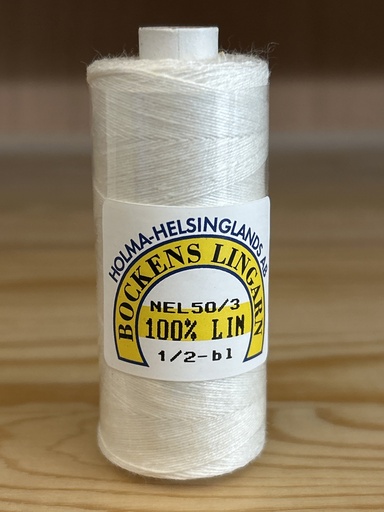 HOLMA-HELSINGLANDS AB
BOCKENS LINGARN
NEL50/3
100% LIN
1/2-bl